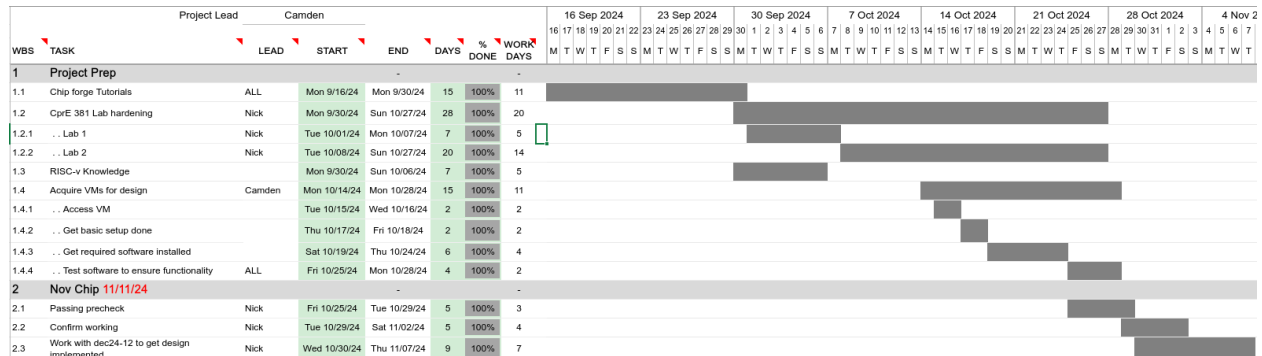 Project Lead Camden
16 Sep 2024 23 Sep 2024 30 Sep 2024 7 Oct 2024 14 Oct 2024 21 Oct 2024 28 Oct 2024 4 Nov 2
16 17 18 19 20 21 22 23 24 25 26 27 28 29 30 1 2 3 4 5 6 7 8 9 10 11 12 13 14 15 16 17 18 19 20 21 22 23 24 25 26 27 28 29 30 31 1 2 3 4 5 6 7
WBS TASK LEAD START END DAYS % DONE WORK DAYS M T W T F S S M T W T F S S M T W T F S S M T W T F S S M T W T F S S M T W T F S S M T W T F S S M T W T
1 Project Prep - -
1.1 Chip forge Tutorials ALL Mon 9/16/24 Mon 9/30/24 15 100% 11
1.2 CprE 381 Lab hardening Nick Mon 9/30/24 Sun 10/27/24 28 100% 20
1.2.1 . . Lab 1 Nick Tue 10/01/24 Mon 10/07/24 7 100% 5
1.2.2 . . Lab 2 Nick Tue 10/08/24 Sun 10/27/24 20 100% 14
1.3 RISC-v Knowledge Mon 9/30/24 Sun 10/06/24 7 100% 5
1.4 Acquire VMs for design Camden Mon 10/14/24 Mon 10/28/24 15 100% 11
1.4.1 . . Access VM Tue 10/15/24 Wed 10/16/24 2 100% 2
1.4.2 . . Get basic setup done Thu 10/17/24 Fri 10/18/24 2 100% 2
1.4.3 . . Get required software installed Sat 10/19/24 Thu 10/24/24 6 100% 4
1.4.4 . . Test software to ensure functionality ALL Fri 10/25/24 Mon 10/28/24 4 100% 2
2 Nov Chip 11/11/24 - -
2.1 Passing precheck Nick Fri 10/25/24 Tue 10/29/24 5 100% 3
2.2 Confirm working Nick Tue 10/29/24 Sat 11/02/24 5 100% 4
2.3 Work with dec24-12 to get design implemented Nick Wed 10/30/24 Thu 11/07/24 9 100% 7